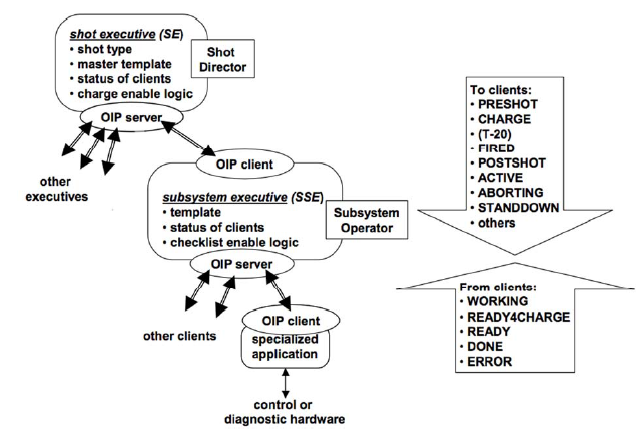 shot executive (SE)
• shot type
• master template
• status of clients
• charge enable logic
Shot
Director
OIP server
other
executives
OIP client
subsystem executive (SSE)
• template
• status of clients
• checklist enable logic
Subsystem
Operator
OIP server
other clients
OIP client
specialized
application
control or
diagnostic hardware
To clients:
• PRESHOT
• CHARGE
• (T-20)
- FIRED
• POSTSHOT
• ACTIVE
• ABORTING
• STANDDOWN
• others
From clients:
• WORKING
• READY4CHARGE
• READY
• DONE
• ERROR